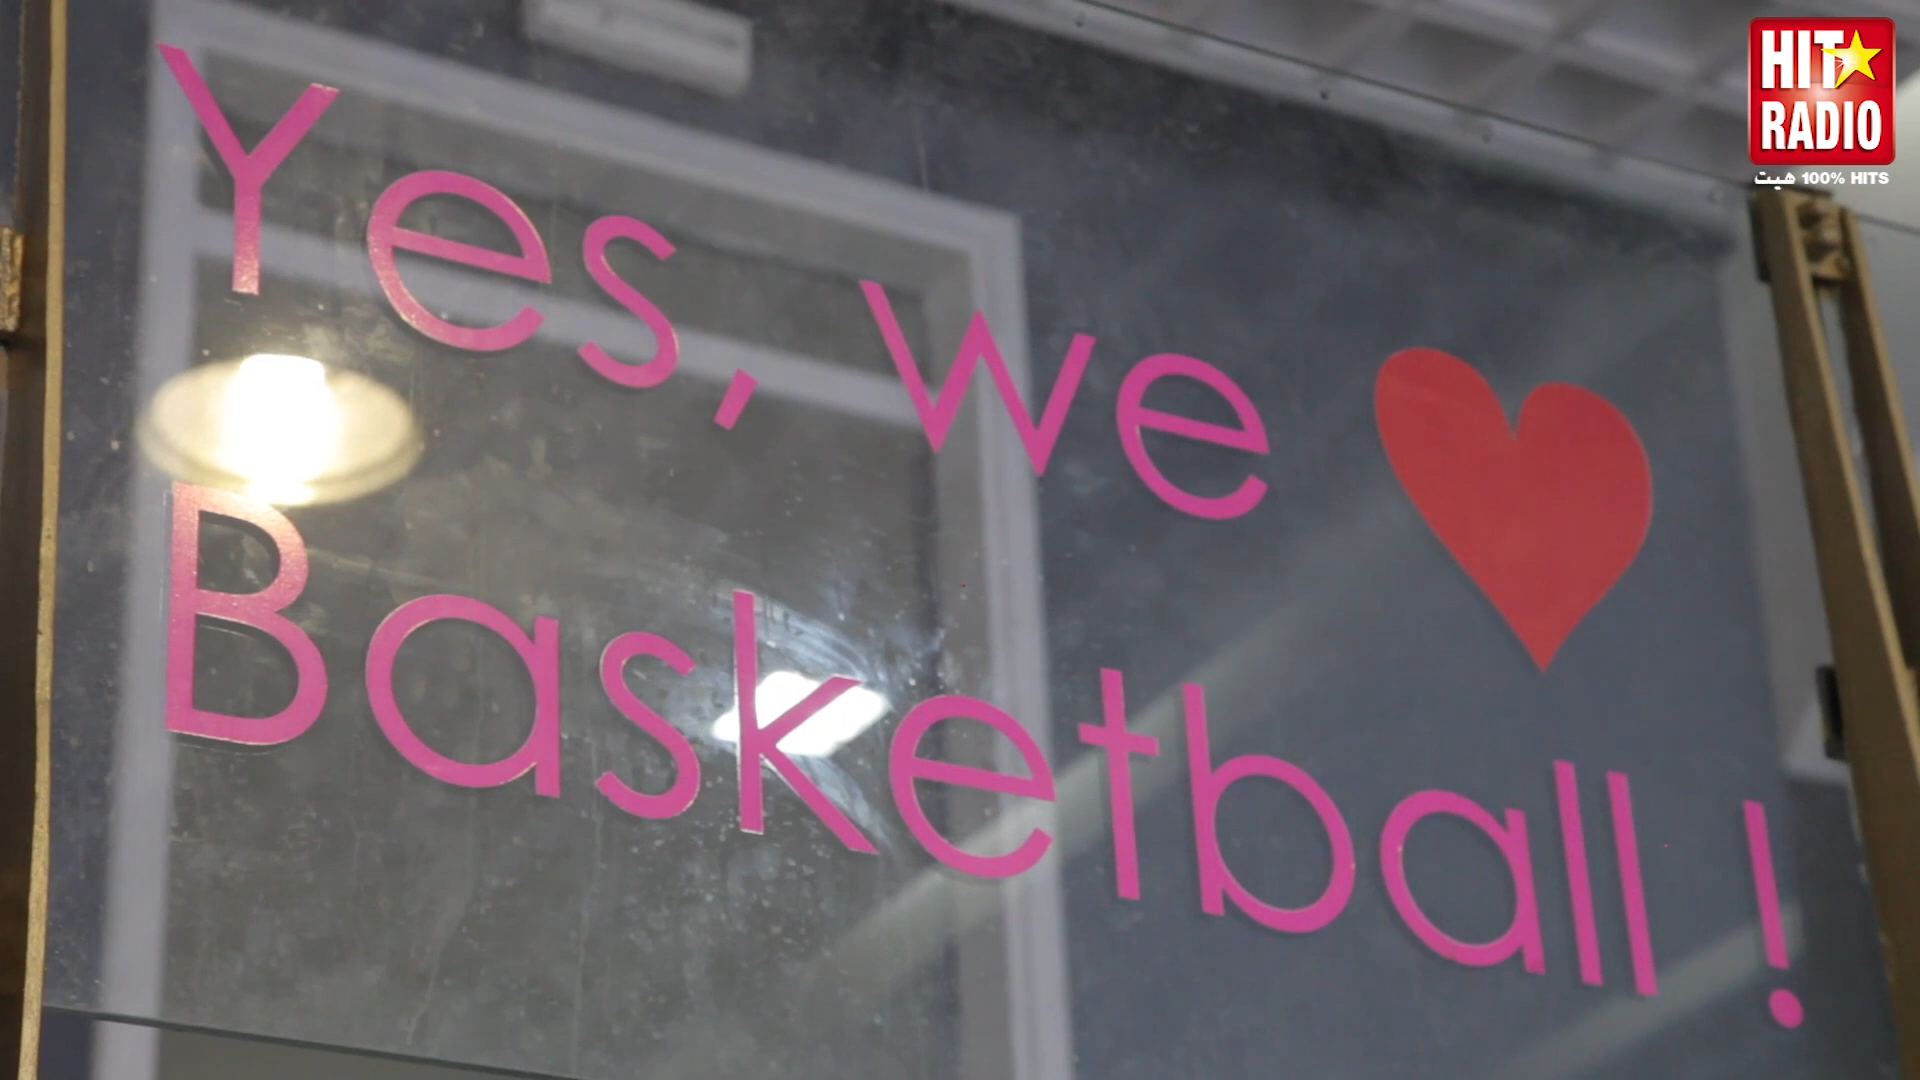 Yes, we
Basketball !
HIT
RADIO
هيت 100% HITS